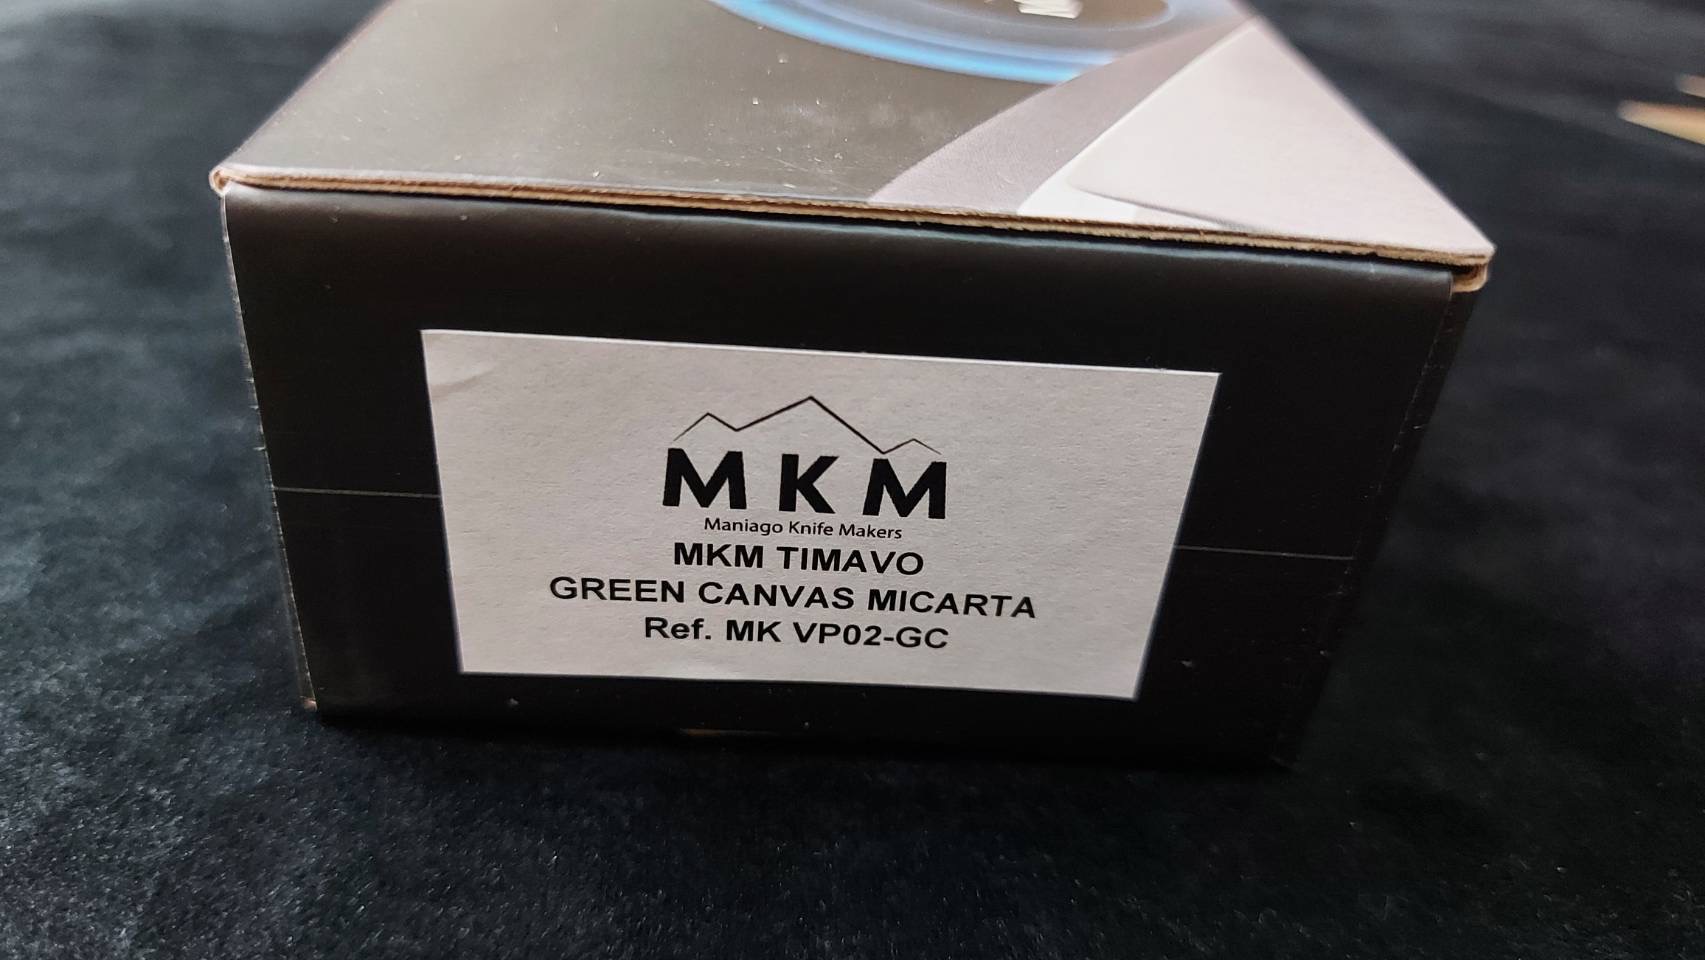 MKM
Maniago Knife Makers
MKM TIMAVO
GREEN CANVAS MICARTA
Ref. MK VP02-GC